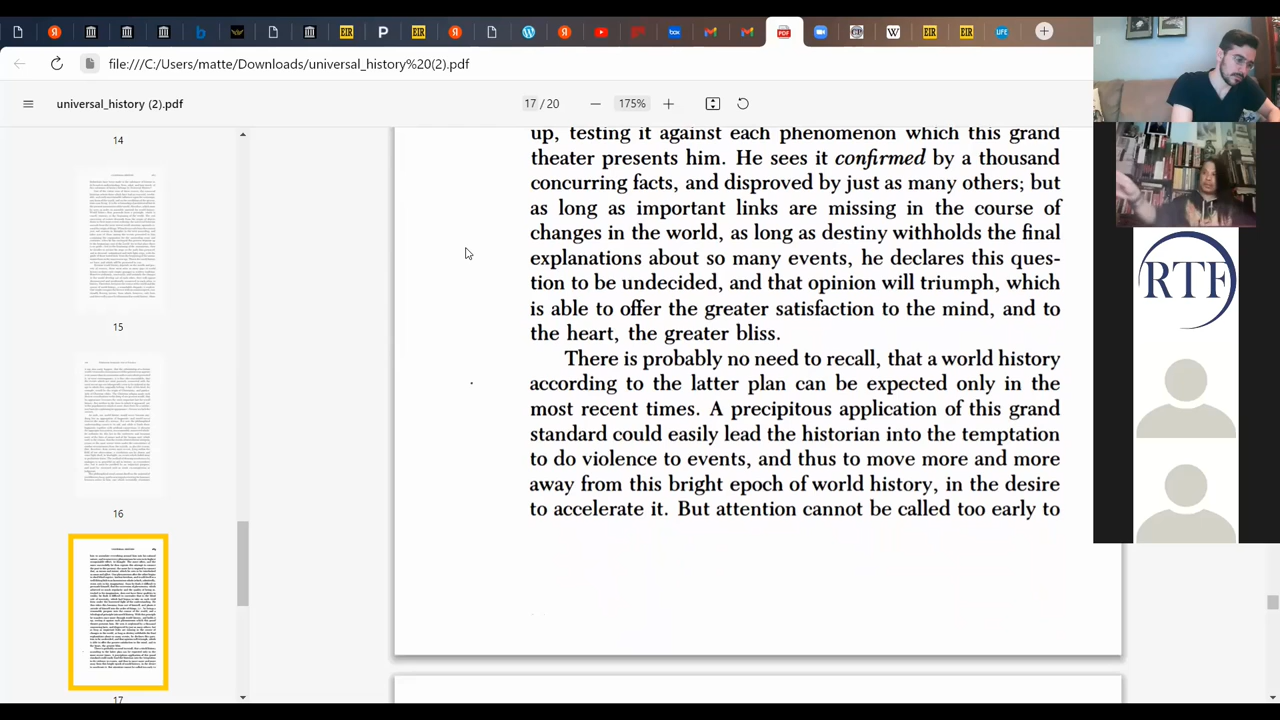 P
EIR
EIR
box
PDF
W
EIR
EIR
LIFE
file:///C:/Users/matte/Downloads/universal_history%20(2).pdf
universal_history (2).pdf
17 / 20
175%
14
15
16
17
up, testing it against each phenomenon which this grand
theater presents him. He sees it confirmed by a thousand
concurring facts, and disproved by just as many others; but
as long as important links are missing in the course of
changes in the world, as long as destiny withholds the final
explanations about so many events, he declares this ques-
tion to be undecided, and that opinion will triumph, which
is able to offer the greater satisfaction to the mind, and to
the heart, the greater bliss.
There is probably no need to recall, that a world history
according to the latter plan can be expected only in the
most recent times. A precipitous application of this grand
standard could easily lead the historian into the temptation
to do violence to events, and thus to move more and more
away from this bright epoch of world history, in the desire
to accelerate it. But attention cannot be called too early to
RTF